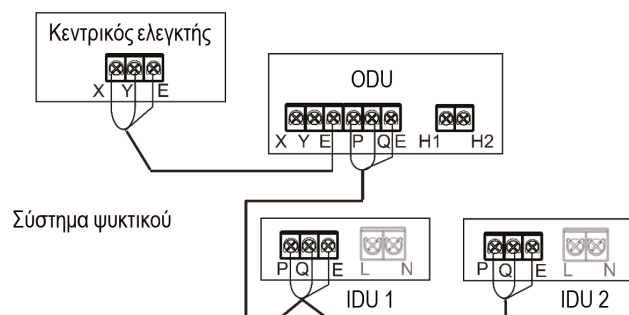 Κεντρικός ελεγκτής
X Y E
ODU
X Y E P Q E H1 H2
Σύστημα ψυκτικού
P Q E L N
IDU 1
P Q E L N
IDU 2